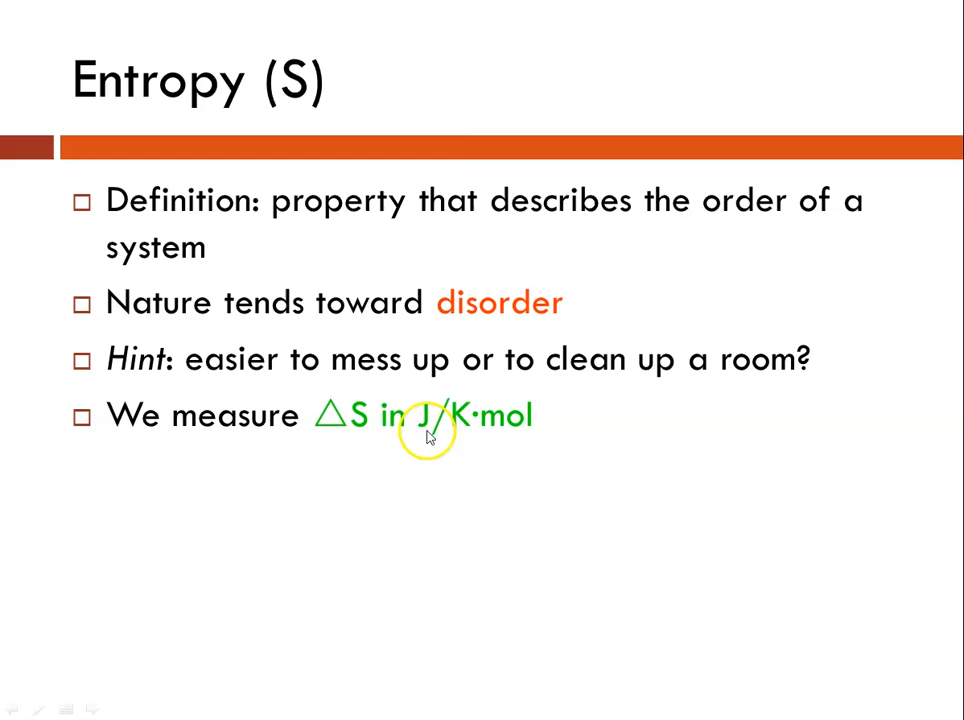 Entropy (S)
Definition: property that describes the order of a
system
Nature tends toward disorder
Hint: easier to mess up or to clean up a room?
We measure △S in J/K·mol